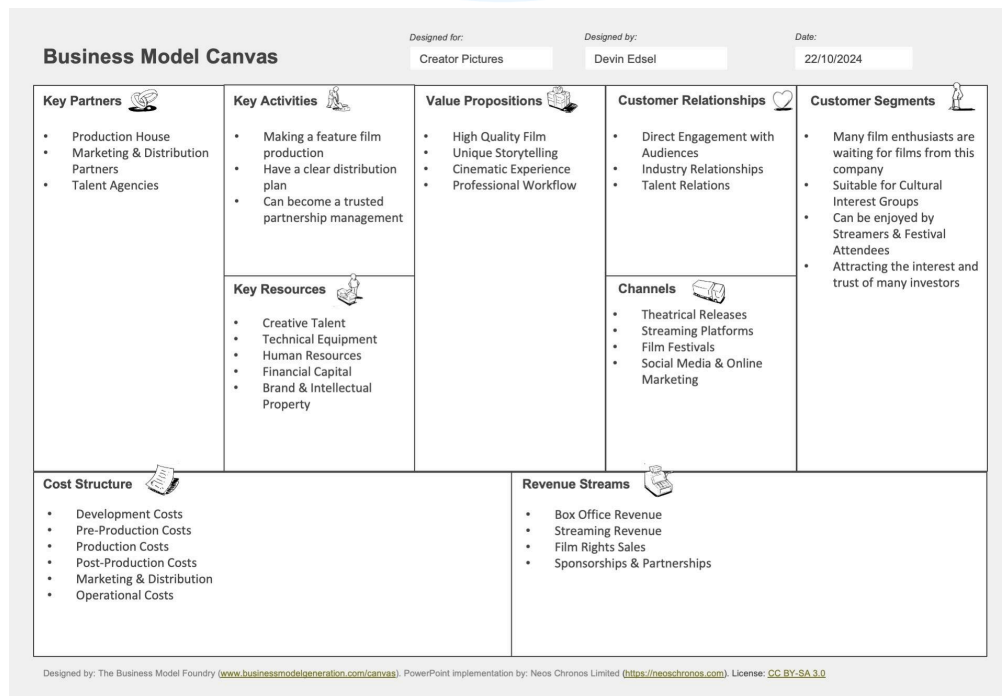 Business Model Canvas
Designed for:
Creator Pictures
Designed by:
Devin Edsel
Date:
22/10/2024
Key Partners
• Production House
• Marketing & Distribution
Partners
• Talent Agencies
Key Activities
• Making a feature film
production
• Have a clear distribution
plan
• Can become a trusted
partnership management
Key Resources
• Creative Talent
• Technical Equipment
• Human Resources
• Financial Capital
• Brand & Intellectual
Property
Value Propositions
• High Quality Film
• Unique Storytelling
• Cinematic Experience
• Professional Workflow
Customer Relationships
• Direct Engagement with
Audiences
• Industry Relationships
• Talent Relations
Channels
• Theatrical Releases
• Streaming Platforms
• Film Festivals
• Social Media & Online
Marketing
Customer Segments
• Many film enthusiasts are
waiting for films from this
company
• Suitable for Cultural
Interest Groups
• Can be enjoyed by
Streamers & Festival
Attendees
• Attracting the interest and
trust of many investors
Cost Structure
• Development Costs
• Pre-Production Costs
• Production Costs
• Post-Production Costs
• Marketing & Distribution
• Operational Costs
Revenue Streams
• Box Office Revenue
• Streaming Revenue
• Film Rights Sales
• Sponsorships & Partnerships
Designed by: The Business Model Foundry (www.businessmodelgeneration.com/canvas). PowerPoint implementation by: Neos Chronos Limited (https://neoschronos.com). License: CC BY-SA 3.0